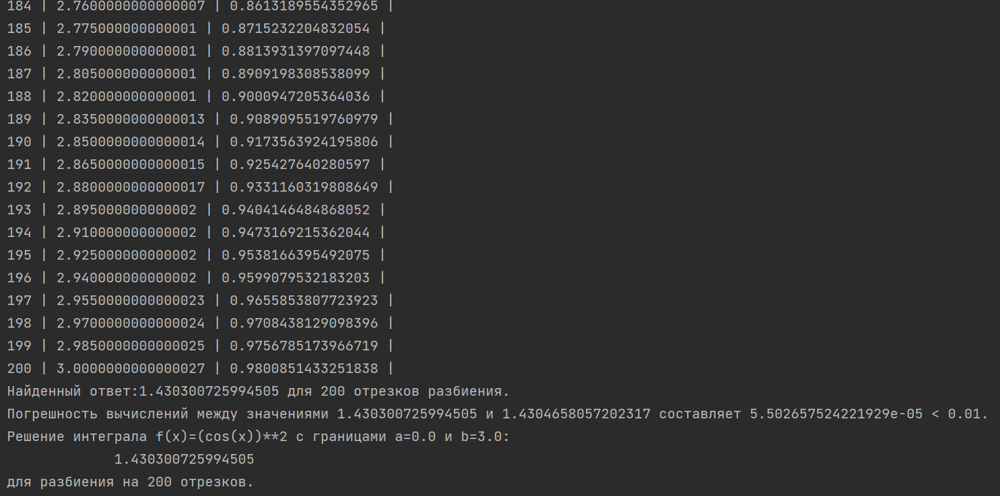 184 | 2.7600000000000007 | 0.8613189554352965 |
185 | 2.775000000000001 | 0.8715232204832054 |
186 | 2.790000000000001 | 0.8813931397097448 |
187 | 2.805000000000001 | 0.8909198308538099 |
188 | 2.820000000000001 | 0.9000947205364036 |
189 | 2.8350000000000013 | 0.9089095519760979 |
190 | 2.8500000000000014 | 0.9173563924195806 |
191 | 2.8650000000000015 | 0.925427640280597 |
192 | 2.8800000000000017 | 0.9331160319808649 |
193 | 2.895000000000002 | 0.9404146484868052 |
194 | 2.910000000000002 | 0.9473169215362044 |
195 | 2.925000000000002 | 0.9538166395492075 |
196 | 2.940000000000002 | 0.9599079532183203 |
197 | 2.9550000000000023 | 0.9655853807723923 |
198 | 2.9700000000000024 | 0.9708438129098396 |
199 | 2.9850000000000025 | 0.9756785173966719 |
200 | 3.0000000000000027 | 0.9800851433251838 |
Найденный ответ:1.430300725994505 для 200 отрезков разбиения.
Погрешность вычислений между значениями 1.430300725994505 и 1.4304658057202317 составляет 5.502657524221929e-05 < 0.01.
Решение интеграла f(x)=(cos(x))**2 с границами a=0.0 и b=3.0:
1.430300725994505
для разбиения на 200 отрезков.